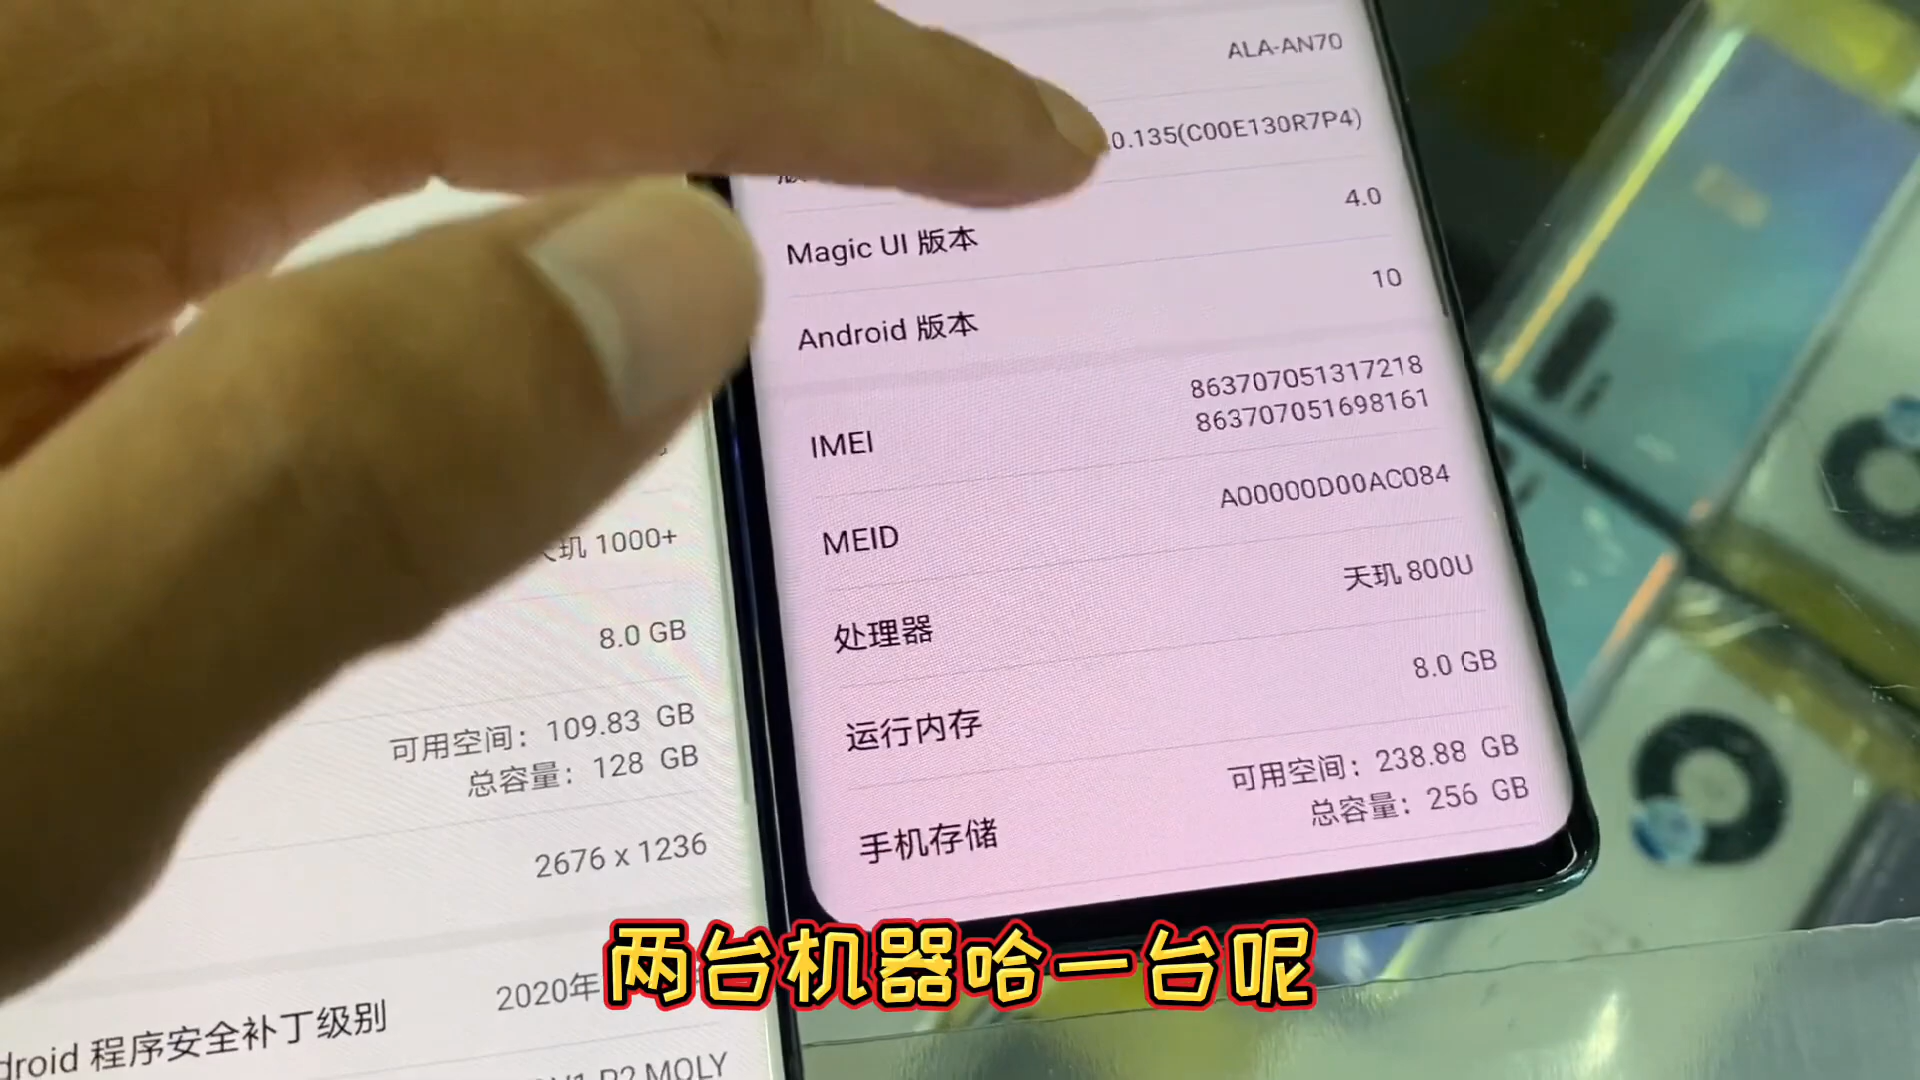 ALA-AN70
.0.135(C00E130R7P4)
Magic UI 版本
4.0
Android 版本
10
IMEI
863707051317218
863707051698161
MEID
A00000D00AC084
处理器
天玑 800U
运行内存
8.0 GB
手机存储
可用空间：238.88 GB
总容量：256 GB
玑 1000+
8.0 GB
可用空间：109.83 GB
总容量：128 GB
2676 x 1236
droid 程序安全补丁级别
2020年
MOLY
两台机器哈一台呢